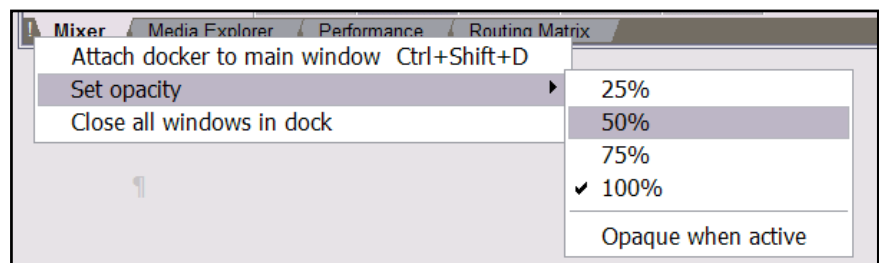 ! Mixer Media Explorer Performance Routing Matrix
Attach docker to main window Ctrl+Shift+D
Set opacity
Close all windows in dock
25%
50%
75%
✔ 100%
Opaque when active
¶